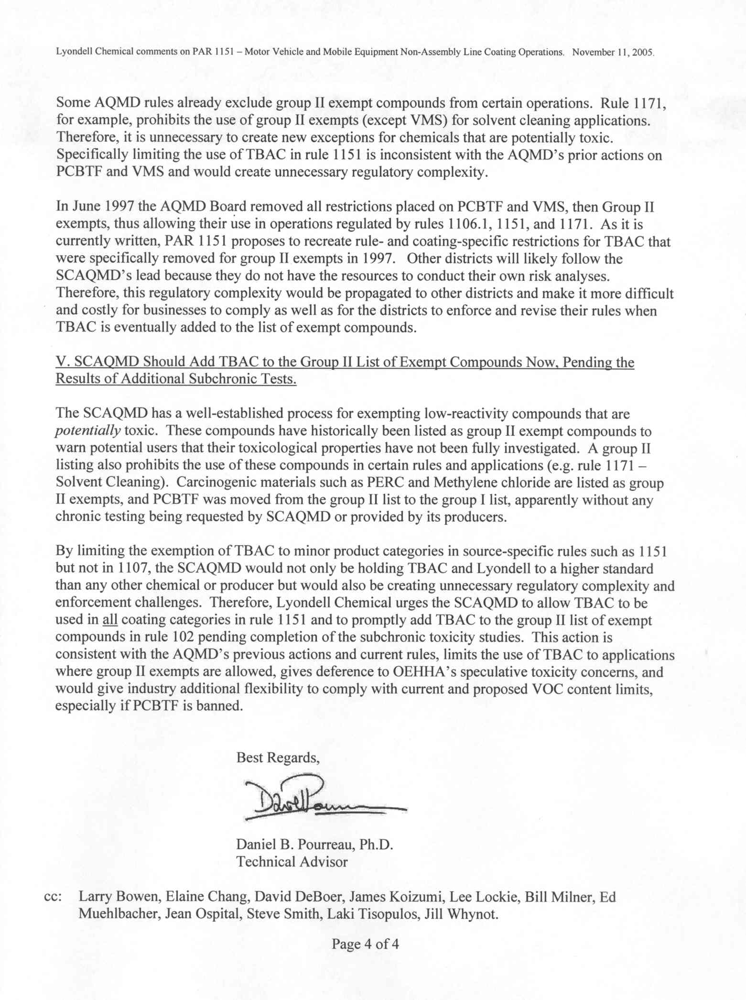 Lyondell Chemical comments on PAR 1151 – Motor Vehicle and Mobile Equipment Non-Assembly Line Coating Operations.   November 11, 2005.
Some AQMD rules already exclude group II exempt compounds from certain operations.  Rule 1171,
for example, prohibits the use of group II exempts (except VMS) for solvent cleaning applications.
Therefore, it is unnecessary to create new exceptions for chemicals that are potentially toxic.
Specifically limiting the use of TBAC in rule 1151 is inconsistent with the AQMD’s prior actions on
PCBTF and VMS and would create unnecessary regulatory complexity.
In June 1997 the AQMD Board removed all restrictions placed on PCBTF and VMS, then Group II
exempts, thus allowing their use in operations regulated by rules 1106.1, 1151, and 1171.  As it is
currently written, PAR 1151 proposes to recreate rule- and coating-specific restrictions for TBAC that
were specifically removed for group II exempts in 1997.   Other districts will likely follow the
SCAQMD’s lead because they do not have the resources to conduct their own risk analyses.
Therefore, this regulatory complexity would be propagated to other districts and make it more difficult
and costly for businesses to comply as well as for the districts to enforce and revise their rules when
TBAC is eventually added to the list of exempt compounds.
V. SCAQMD Should Add TBAC to the Group II List of Exempt Compounds Now, Pending the
Results of Additional Subchronic Tests.
The SCAQMD has a well-established process for exempting low-reactivity compounds that are
potentially toxic.  These compounds have historically been listed as group II exempt compounds to
warn potential users that their toxicological properties have not been fully investigated.  A group II
listing also prohibits the use of these compounds in certain rules and applications (e.g. rule 1171 –
Solvent Cleaning).  Carcinogenic materials such as PERC and Methylene chloride are listed as group
II exempts, and PCBTF was moved from the group II list to the group I list, apparently without any
chronic testing being requested by SCAQMD or provided by its producers.
By limiting the exemption of TBAC to minor product categories in source-specific rules such as 1151
but not in 1107, the SCAQMD would not only be holding TBAC and Lyondell to a higher standard
than any other chemical or producer but would also be creating unnecessary regulatory complexity and
enforcement challenges.  Therefore, Lyondell Chemical urges the SCAQMD to allow TBAC to be
used in all coating categories in rule 1151 and to promptly add TBAC to the group II list of exempt
compounds in rule 102 pending completion of the subchronic toxicity studies.  This action is
consistent with the AQMD’s previous actions and current rules, limits the use of TBAC to applications
where group II exempts are allowed, gives deference to OEHHA’s speculative toxicity concerns, and
would give industry additional flexibility to comply with current and proposed VOC content limits,
especially if PCBTF is banned.
Best Regards,
Daniel B. Pourreau, Ph.D.
Technical Advisor
cc:    Larry Bowen, Elaine Chang, David DeBoer, James Koizumi, Lee Lockie, Bill Milner, Ed
Muehlbacher, Jean Ospital, Steve Smith, Laki Tisopulos, Jill Whynot.
Page 4 of 4